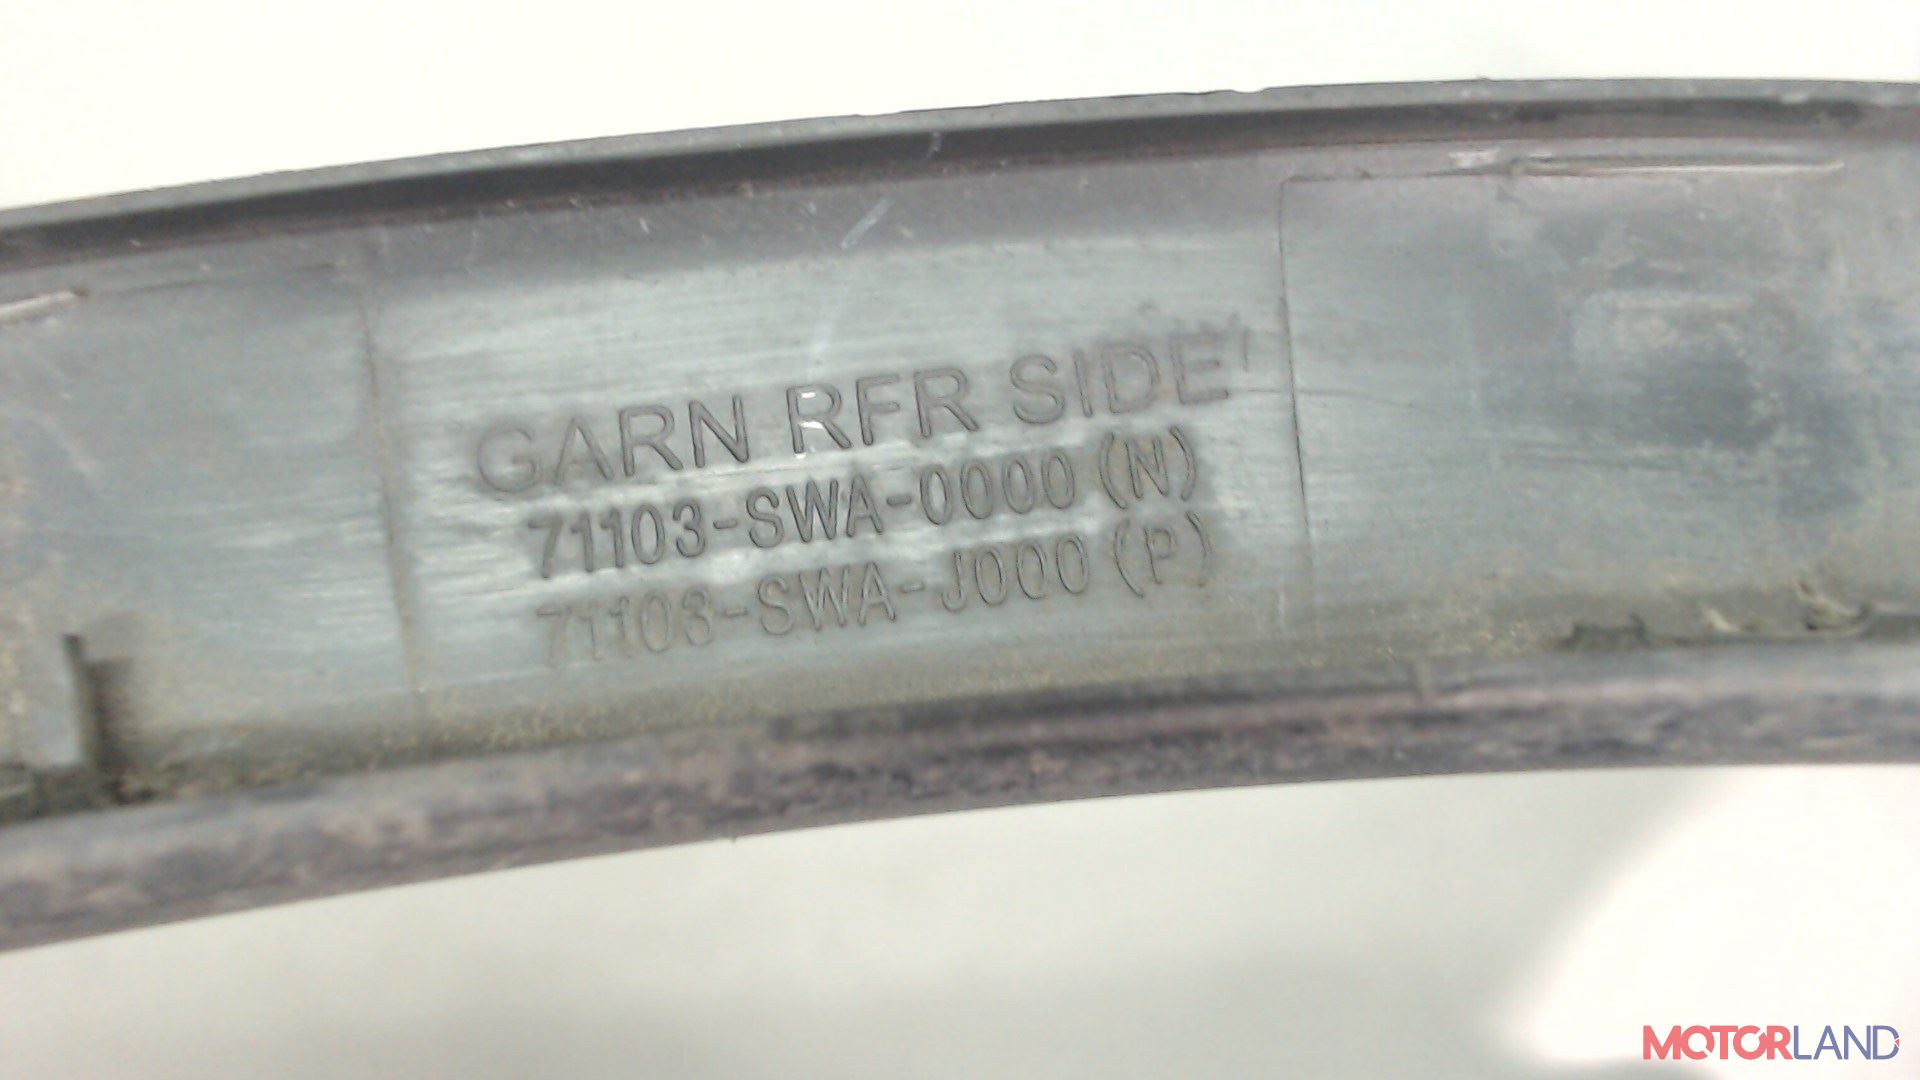 GARN RFR SIDE
71103-SWA-0000 (N)
71103-SWA-J000 (P)
MOTORLAND